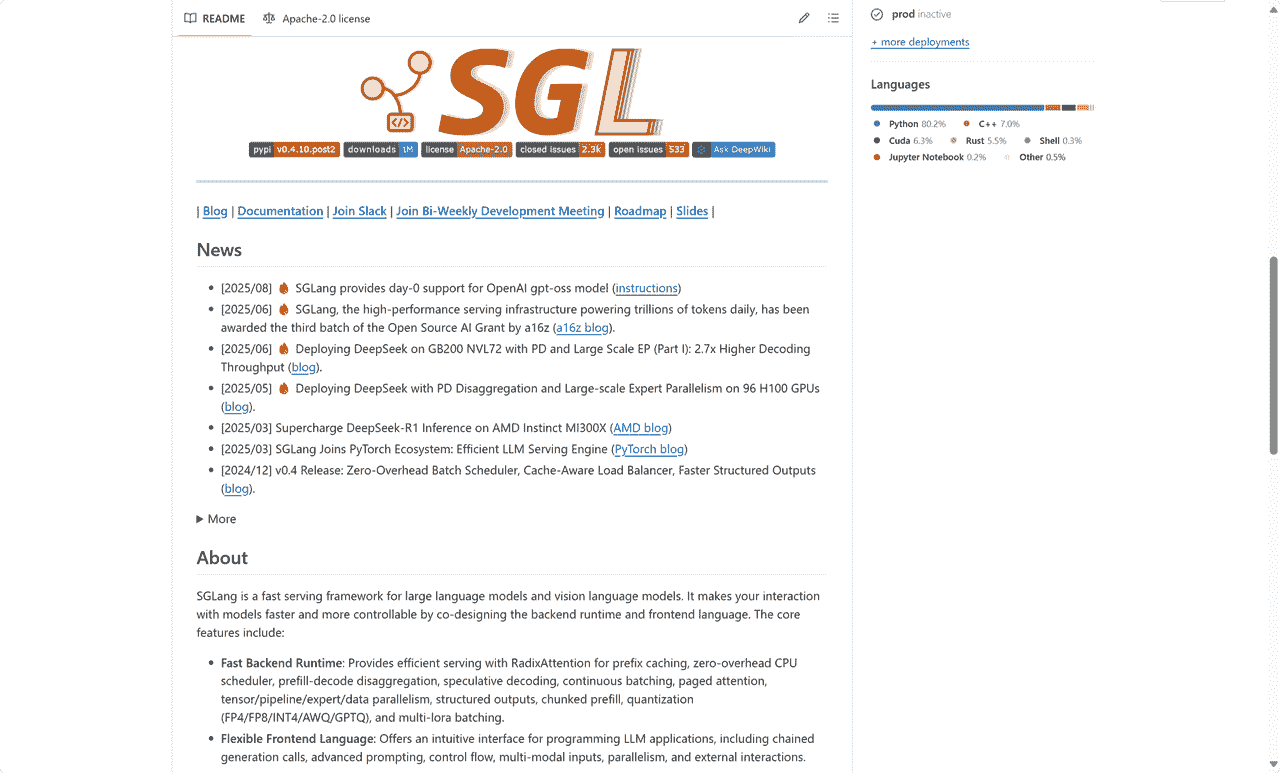 README Apache-2.0 license
SGL
pypi v0.4.10.post2 downloads 1M license Apache-2.0 closed issues 2.3k open issues 533 Ask DeepWiki
| Blog | Documentation | Join Slack | Join Bi-Weekly Development Meeting | Roadmap | Slides |
News
[2025/08] 🔥 SGLang provides day-0 support for OpenAI gpt-oss model (instructions)
[2025/06] 🔥 SGLang, the high-performance serving infrastructure powering trillions of tokens daily, has been
awarded the third batch of the Open Source AI Grant by a16z (a16z blog).
[2025/06] 🔥 Deploying DeepSeek on GB200 NVL72 with PD and Large Scale EP (Part I): 2.7x Higher Decoding
Throughput (blog).
[2025/05] 🔥 Deploying DeepSeek with PD Disaggregation and Large-scale Expert Parallelism on 96 H100 GPUs
(blog).
[2025/03] Supercharge DeepSeek-R1 Inference on AMD Instinct MI300X (AMD blog)
[2025/03] SGLang Joins PyTorch Ecosystem: Efficient LLM Serving Engine (PyTorch blog)
[2024/12] v0.4 Release: Zero-Overhead Batch Scheduler, Cache-Aware Load Balancer, Faster Structured Outputs
(blog).
More
About
SGLang is a fast serving framework for large language models and vision language models. It makes your interaction
with models faster and more controllable by co-designing the backend runtime and frontend language. The core
features include:
Fast Backend Runtime: Provides efficient serving with RadixAttention for prefix caching, zero-overhead CPU
scheduler, prefill-decode disaggregation, speculative decoding, continuous batching, paged attention,
tensor/pipeline/expert/data parallelism, structured outputs, chunked prefill, quantization
(FP4/FP8/INT4/AWQ/GPTQ), and multi-lora batching.
Flexible Frontend Language: Offers an intuitive interface for programming LLM applications, including chained
generation calls, advanced prompting, control flow, multi-modal inputs, parallelism, and external interactions.
prod inactive
+ more deployments
Languages
Python 80.2% C++ 7.0%
Cuda 6.3% Rust 5.5% Shell 0.3%
Jupyter Notebook 0.2% Other 0.5%